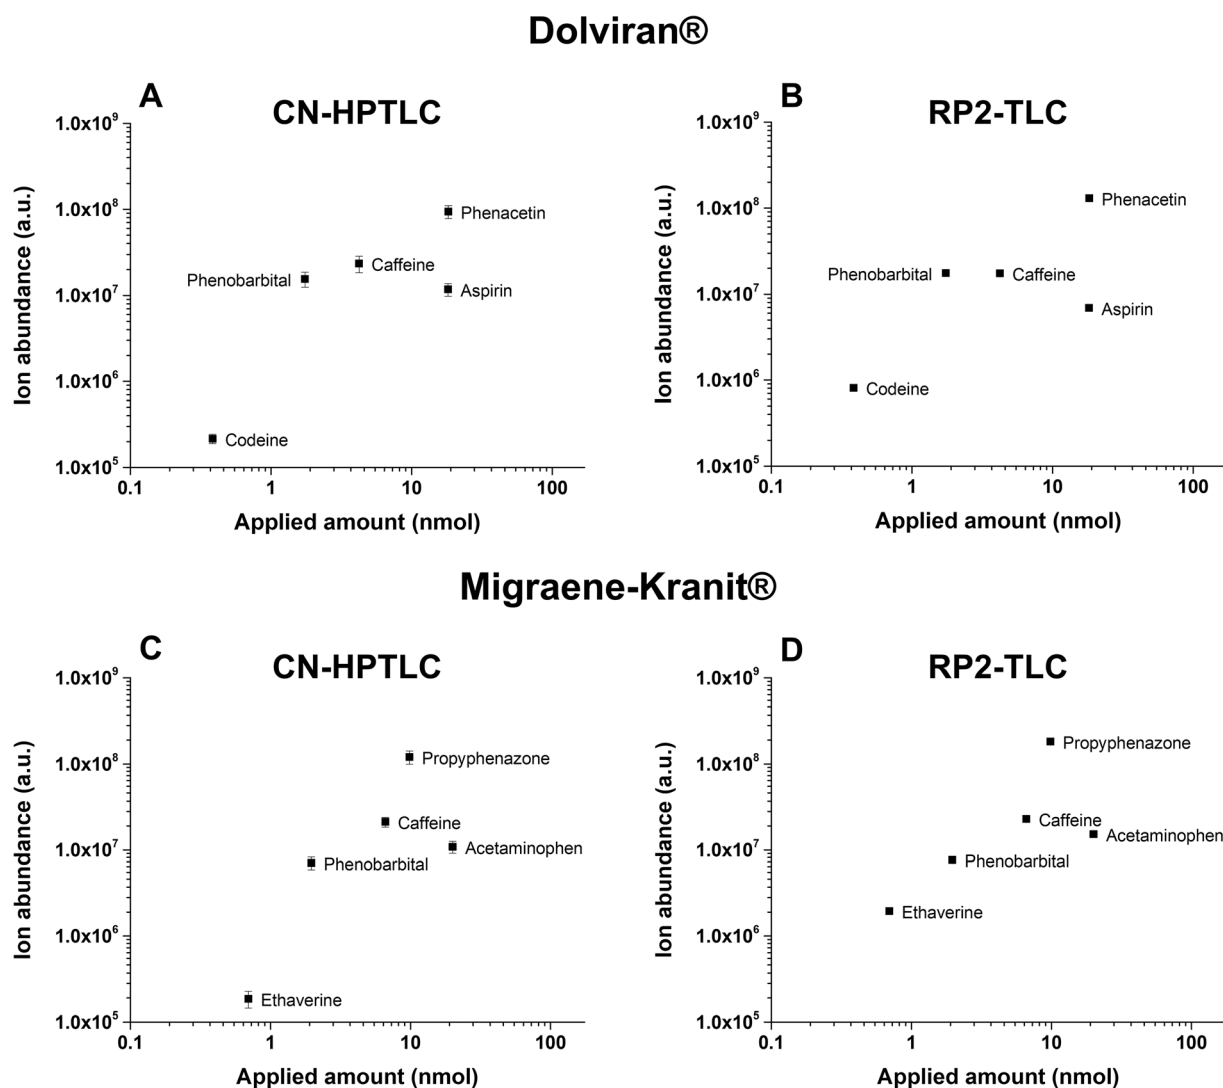 Dolviran®
A
CN-HPTLC
1.0x10⁹
1.0x10⁸
1.0x10⁷
1.0x10⁶
1.0x10⁵
Ion abundance (a.u.)
Phenacetin
Caffeine
Phenobarbital
Aspirin
Codeine
0.1 1 10 100
Applied amount (nmol)
B
RP2-TLC
1.0x10⁹
1.0x10⁸
1.0x10⁷
1.0x10⁶
1.0x10⁵
Ion abundance (a.u.)
Phenacetin
Phenobarbital
Caffeine
Aspirin
Codeine
0.1 1 10 100
Applied amount (nmol)
Migraene-Kranit®
C
CN-HPTLC
1.0x10⁹
1.0x10⁸
1.0x10⁷
1.0x10⁶
1.0x10⁵
Ion abundance (a.u.)
Propyphenazone
Caffeine
Acetaminophen
Phenobarbital
Ethaverine
0.1 1 10 100
Applied amount (nmol)
D
RP2-TLC
1.0x10⁹
1.0x10⁸
1.0x10⁷
1.0x10⁶
1.0x10⁵
Ion abundance (a.u.)
Propyphenazone
Caffeine
Acetaminophen
Phenobarbital
Ethaverine
0.1 1 10 100
Applied amount (nmol)